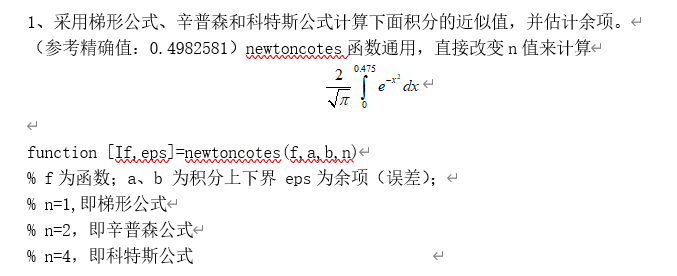 1、采用梯形公式、辛普森和科特斯公式计算下面积分的近似值，并估计余项。
（参考精确值：0.4982581）newtoncotes 函数通用，直接改变 n 值来计算
\frac{2}{\sqrt{\pi}} \int_{0}^{0.475} e^{-x^2} dx
function [If,eps]=newtoncotes(f,a,b,n)
% f 为函数；a、b 为积分上下界 eps 为余项（误差）；
% n=1,即梯形公式
% n=2，即辛普森公式
% n=4，即科特斯公式